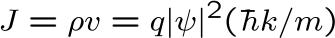 J = ρv = q|ψ|²(ℏk/m)